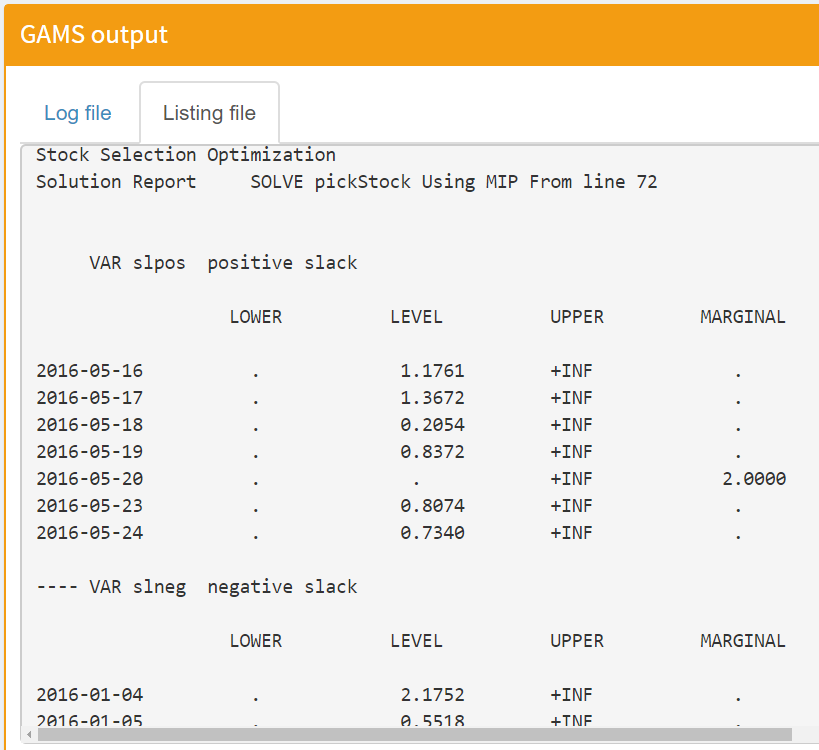 GAMS output
Log file    Listing file
Stock Selection Optimization
Solution Report     SOLVE pickStock Using MIP From line 72
     VAR slpos  positive slack
                  LOWER          LEVEL          UPPER         MARGINAL
2016-05-16          .             1.1761        +INF             .
2016-05-17          .             1.3672        +INF             .
2016-05-18          .             0.2054        +INF             .
2016-05-19          .             0.8372        +INF             .
2016-05-20          .              .            +INF            2.0000
2016-05-23          .             0.8074        +INF             .
2016-05-24          .             0.7340        +INF             .
---- VAR slneg  negative slack
                  LOWER          LEVEL          UPPER         MARGINAL
2016-01-04          .             2.1752        +INF             .
2016-01-05          .             0.5518        +INF             .